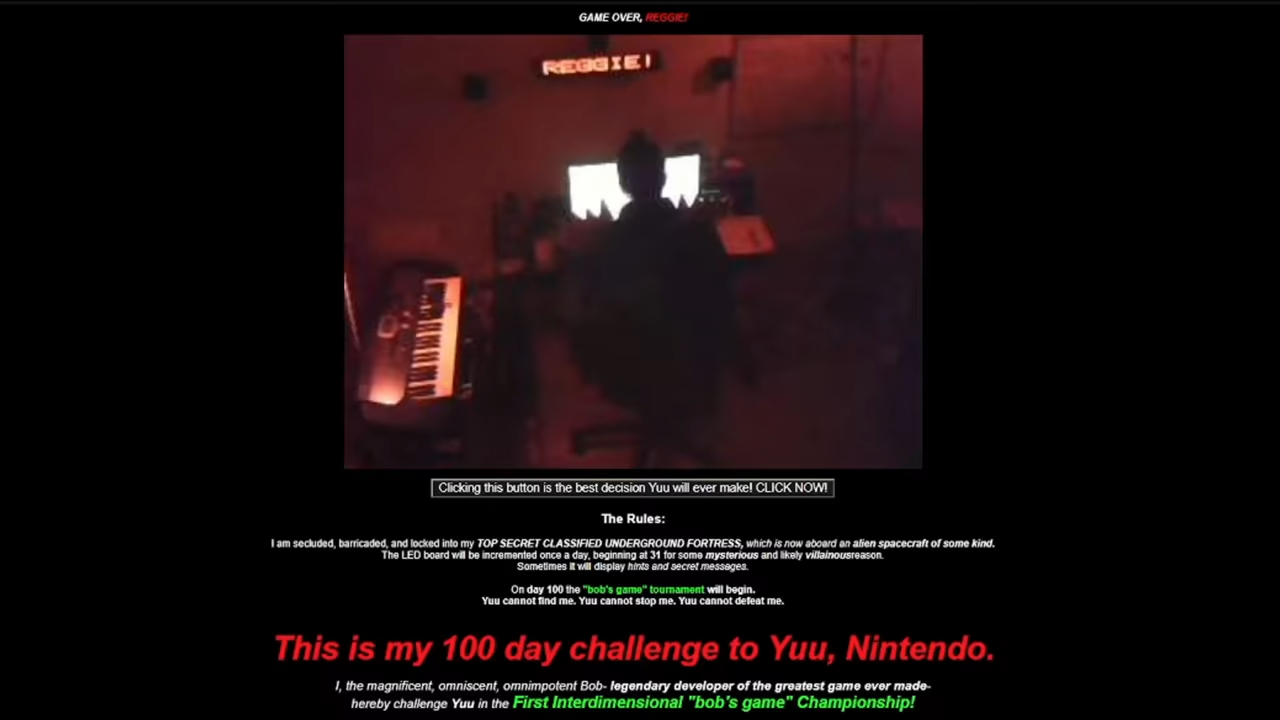 GAME OVER, REGGIE!
REGGIE!
Clicking this button is the best decision Yuu will ever make! CLICK NOW!
The Rules:
I am secluded, barricaded, and locked into my TOP SECRET CLASSIFIED UNDERGROUND FORTRESS, which is now aboard an alien spacecraft of some kind.
The LED board will be incremented once a day, beginning at 31 for some mysterious and likely villainousreason.
Sometimes it will display hints and secret messages.
On day 100 the "bob's game" tournament will begin.
Yuu cannot find me. Yuu cannot stop me. Yuu cannot defeat me.
This is my 100 day challenge to Yuu, Nintendo.
I, the magnificent, omniscent, omnimpotent Bob- legendary developer of the greatest game ever made-
hereby challenge Yuu in the First Interdimensional "bob's game" Championship!